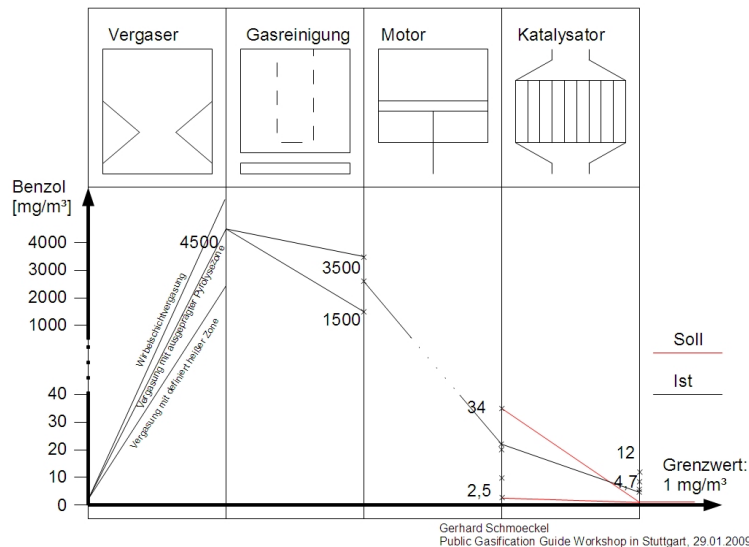 Vergaser
Gasreinigung
Motor
Katalysator
Benzol
[mg/m³]
4000
3000
2000
1000
40
30
20
10
0
4500
Wirbelschichtvergasung
Vergasung mit ausgeprägter Pyrolysezone
Vergasung mit definiert heißer Zone
3500
1500
34
2,5
12
4,7
Soll
Ist
Grenzwert:
1 mg/m³
Gerhard Schmoeckel
Public Gasification Guide Workshop in Stuttgart, 29.01.2009